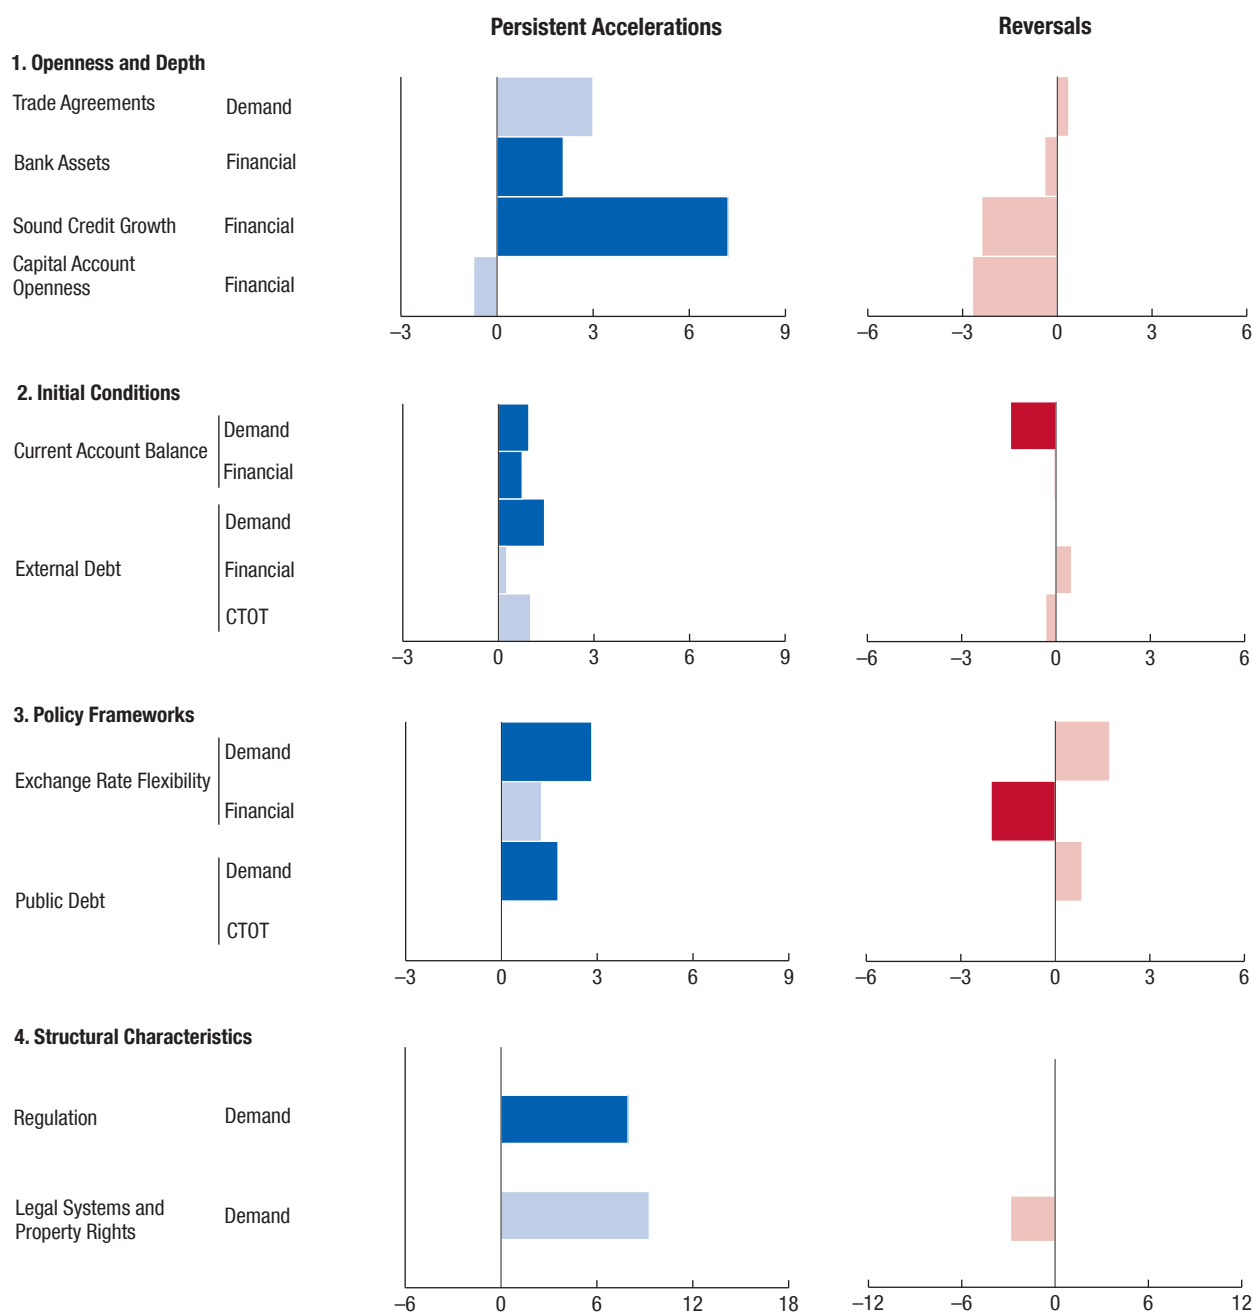 Persistent Accelerations
Reversals
1. Openness and Depth
Trade Agreements
Demand
Bank Assets
Financial
Sound Credit Growth
Financial
Capital Account
Openness
Financial
–3 0 3 6 9
–6 –3 0 3 6
2. Initial Conditions
Current Account Balance
Demand
Financial
External Debt
Demand
Financial
CTOT
–3 0 3 6 9
–6 –3 0 3 6
3. Policy Frameworks
Exchange Rate Flexibility
Demand
Financial
Public Debt
Demand
CTOT
–3 0 3 6 9
–6 –3 0 3 6
4. Structural Characteristics
Regulation
Demand
Legal Systems and
Property Rights
Demand
–6 0 6 12 18
–12 –6 0 6 12